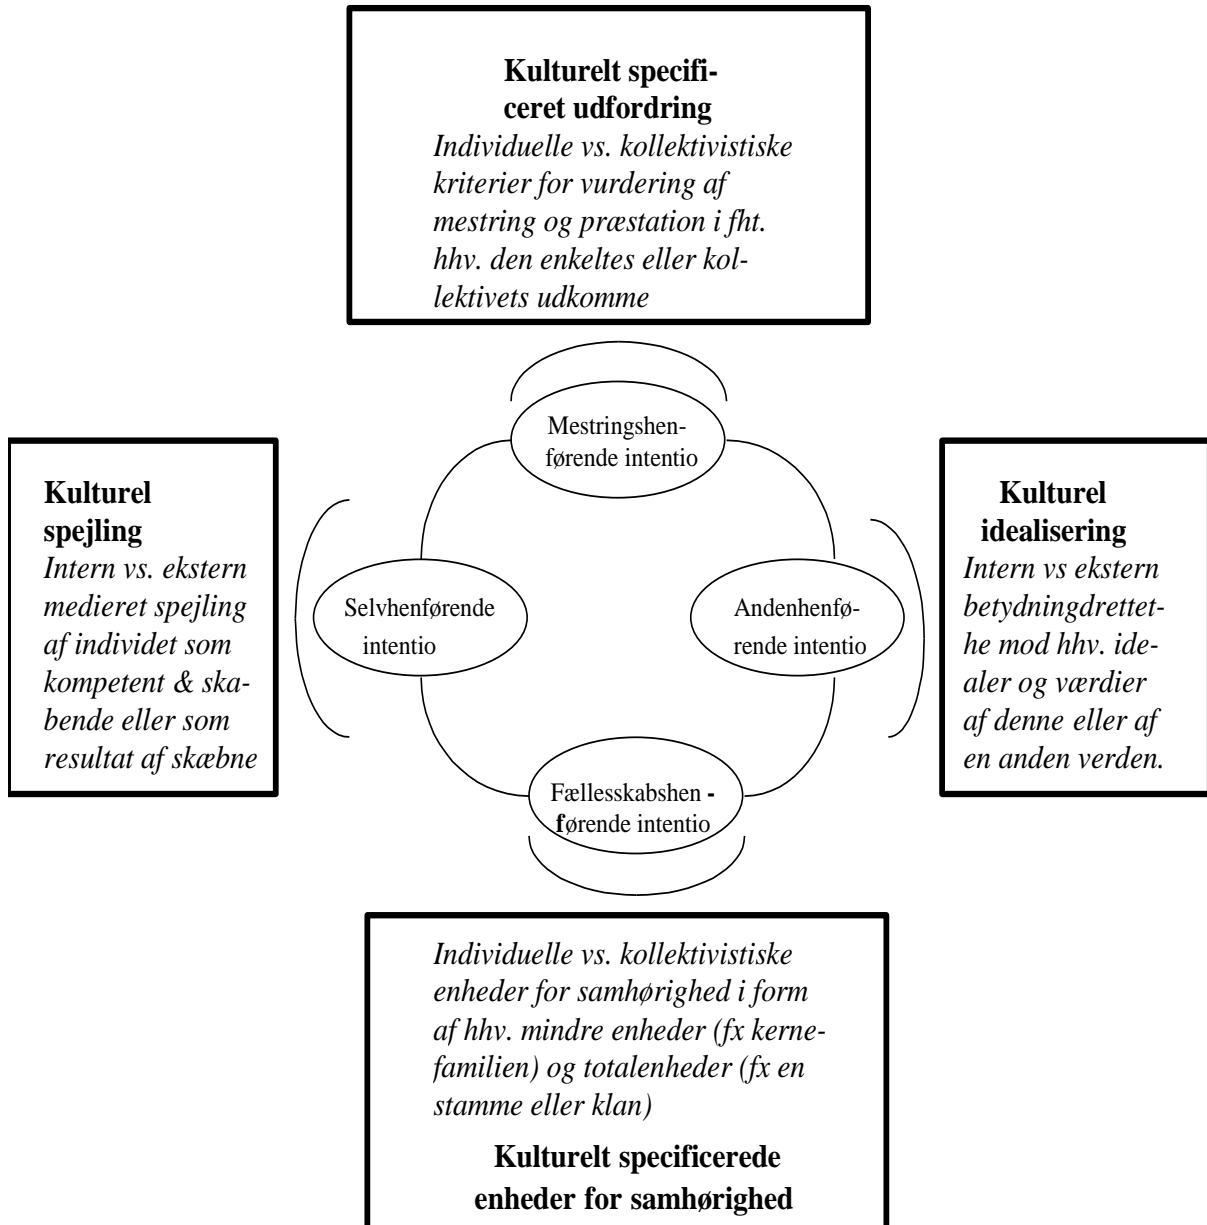 Kulturelt specifi-
ceret udfordring
Individuelle vs. kollektivistiske
kriterier for vurdering af
mestring og præstation i fht.
hhv. den enkeltes eller kol-
lektivets udkomme
Mestringshen-
førende intentio
Kulturel
spejling
Intern vs. ekstern
medieret spejling
af individet som
kompetent & ska-
bende eller som
resultat af skæbne
Selvhenførende
intentio
Andenhenfø-
rende intentio
Kulturel
idealisering
Intern vs ekstern
betydningdrettet-
he mod hhv. ide-
aler og værdier
af denne eller af
en anden verden.
Fællesskabshen -
førende intentio
Individuelle vs. kollektivistiske
enheder for samhørighed i form
af hhv. mindre enheder (fx kerne-
familien) og totalenheder (fx en
stamme eller klan)
Kulturelt specificerede
enheder for samhørighed